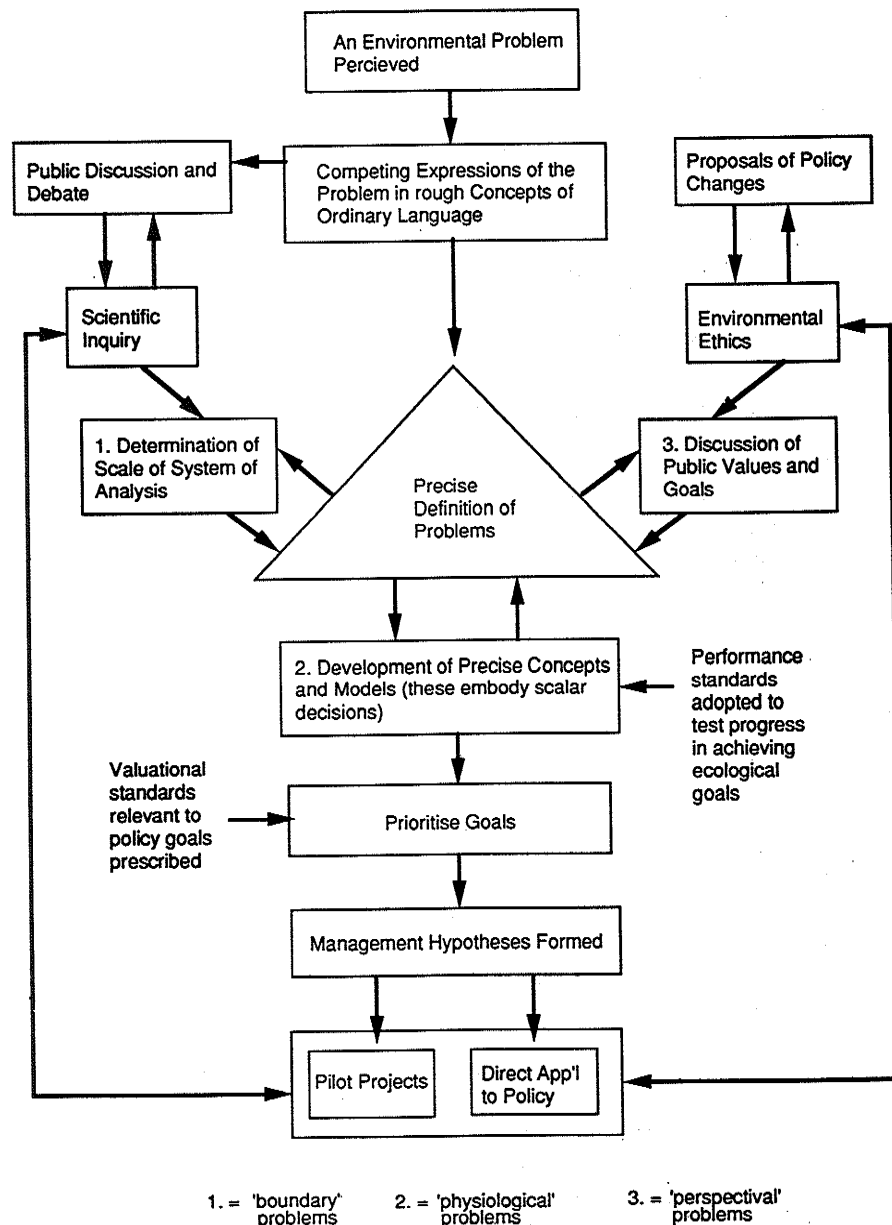 An Environmental Problem
Percieved
Public Discussion and
Debate
Competing Expressions of the
Problem in rough Concepts of
Ordinary Language
Proposals of Policy
Changes
Scientific
Inquiry
Environmental
Ethics
1. Determination of
Scale of System of
Analysis
Precise
Definition of
Problems
3. Discussion of
Public Values and
Goals
2. Development of Precise Concepts
and Models (these embody scalar
decisions)
Performance
standards
adopted to
test progress
in achieving
ecological
goals
Valuational
standards
relevant to
policy goals
prescribed
Prioritise Goals
Management Hypotheses Formed
Pilot Projects
Direct App'l
to Policy
1. = 'boundary'
problems
2. = 'physiological'
problems
3. = 'perspectival'
problems